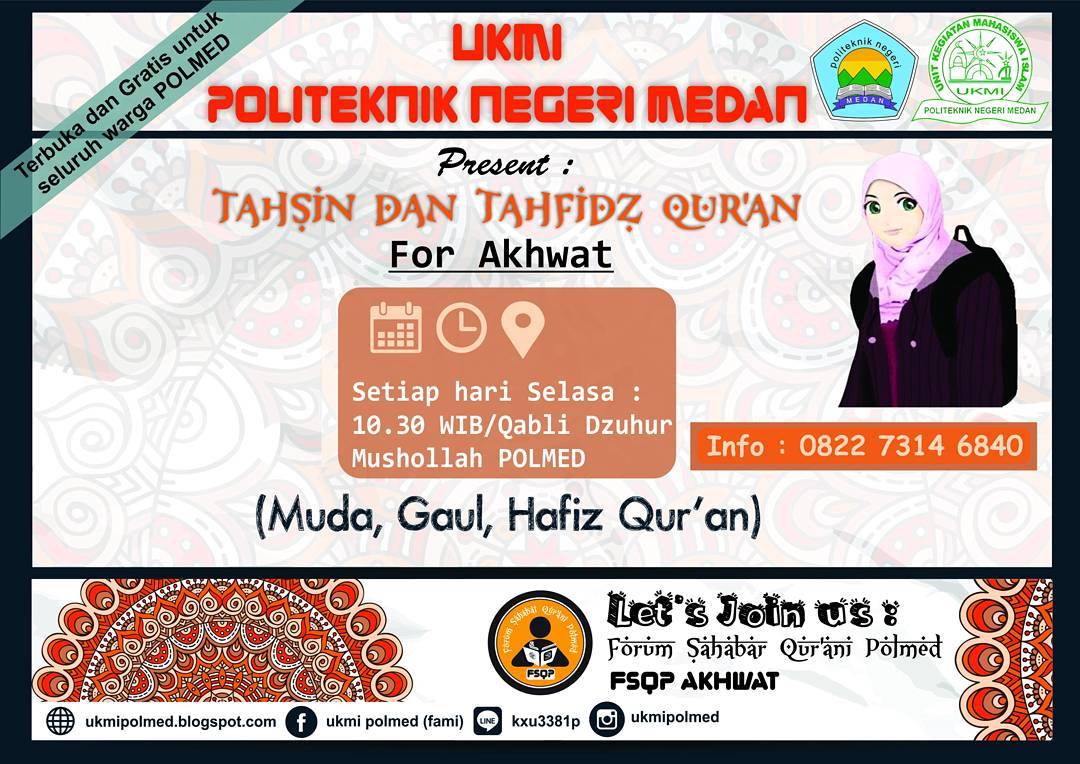 Terbuka dan Gratis untuk
seluruh warga POLMED
UKMI
POLITEKNIK NEGERI MEDAN
politeknik negeri
MEDAN
UNIT KEGIATAN MAHASISWA ISLAM
UKMI
POLITEKNIK NEGERI MEDAN
Present :
TAHSIN DAN TAHFIDZ QUR'AN
For Akhwat
Setiap hari Selasa :
10.30 WIB/Qabli Dzuhur
Mushollah POLMED
Info : 0822 7314 6840
(Muda, Gaul, Hafiz Qur'an)
Forum Sahabat Qur'ani Polmed
FSQP
Let's Join us :
Forum Sahabar Qur'ani Polmed
FSQP AKHWAT
ukmipolmed.blogspot.com
ukmi polmed (fami)
LINE
kxu3381p
ukmipolmed